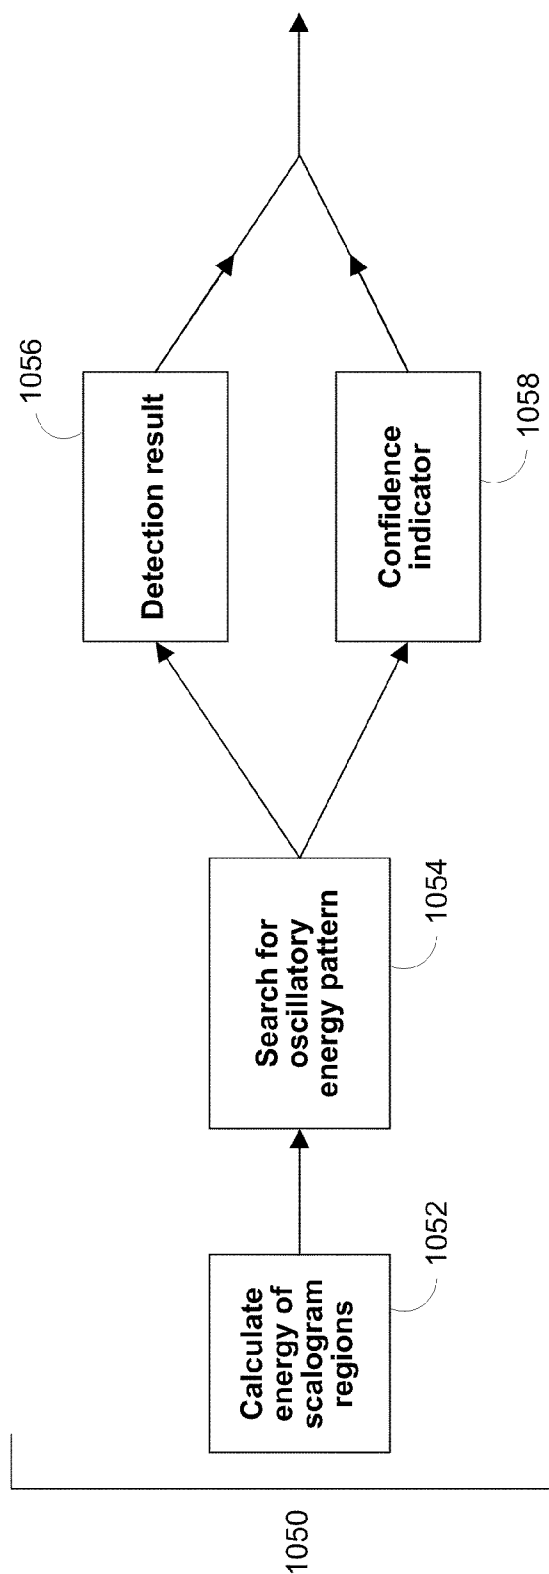 1050
Calculate
energy of
scalogram
regions
1052
Search for
oscillatory
energy pattern
1054
Detection result
1056
Confidence
indicator
1058